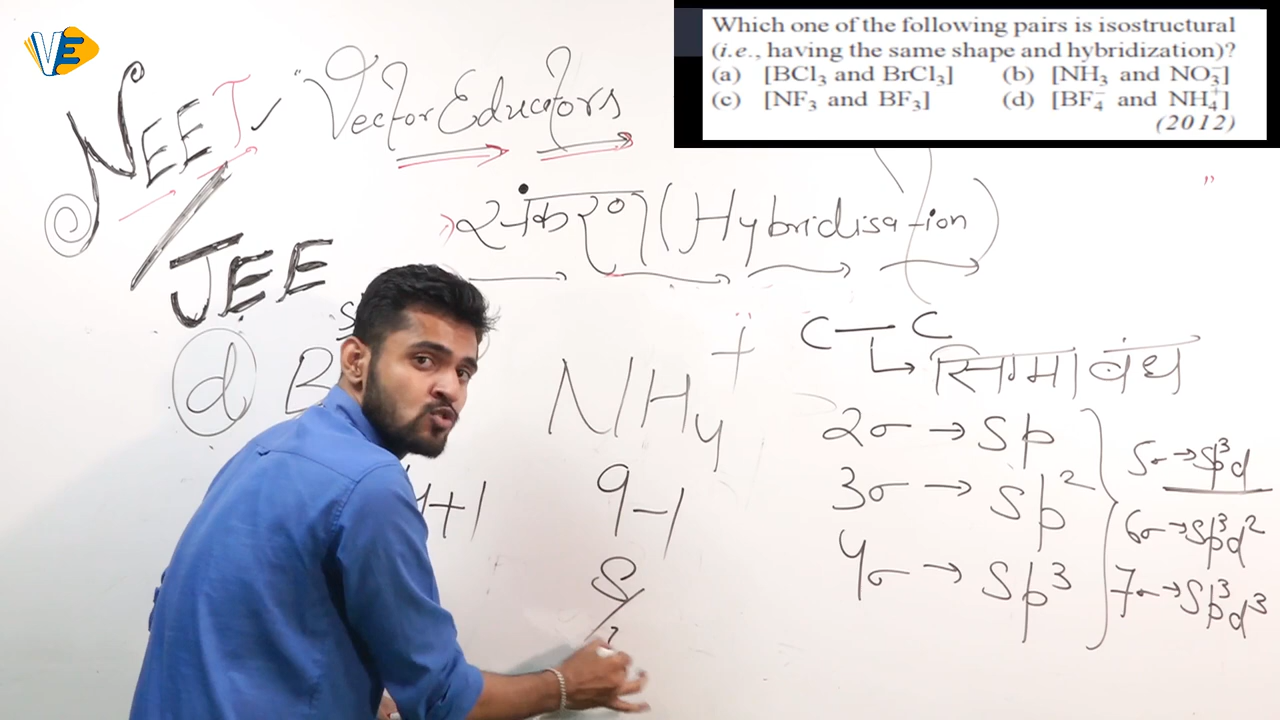 VE
Which one of the following pairs is isostructural
(i.e., having the same shape and hybridization)?
(a) [BCl₃ and BrCl₃] (b) [NH₃ and NO₃⁻]
(c) [NF₃ and BF₃] (d) [BF₄⁻ and NH₄⁺]
(2012)
NEET/JEE
"Vector Educators"
संकरण (Hybridisation)
C—C
→ सिग्मा बंध
d B NH₄⁺
4+1 9-1
8/
2σ → sp
3σ → sp²
4σ → sp³
5σ → sp³d
6σ → sp³d²
7σ → sp³d³